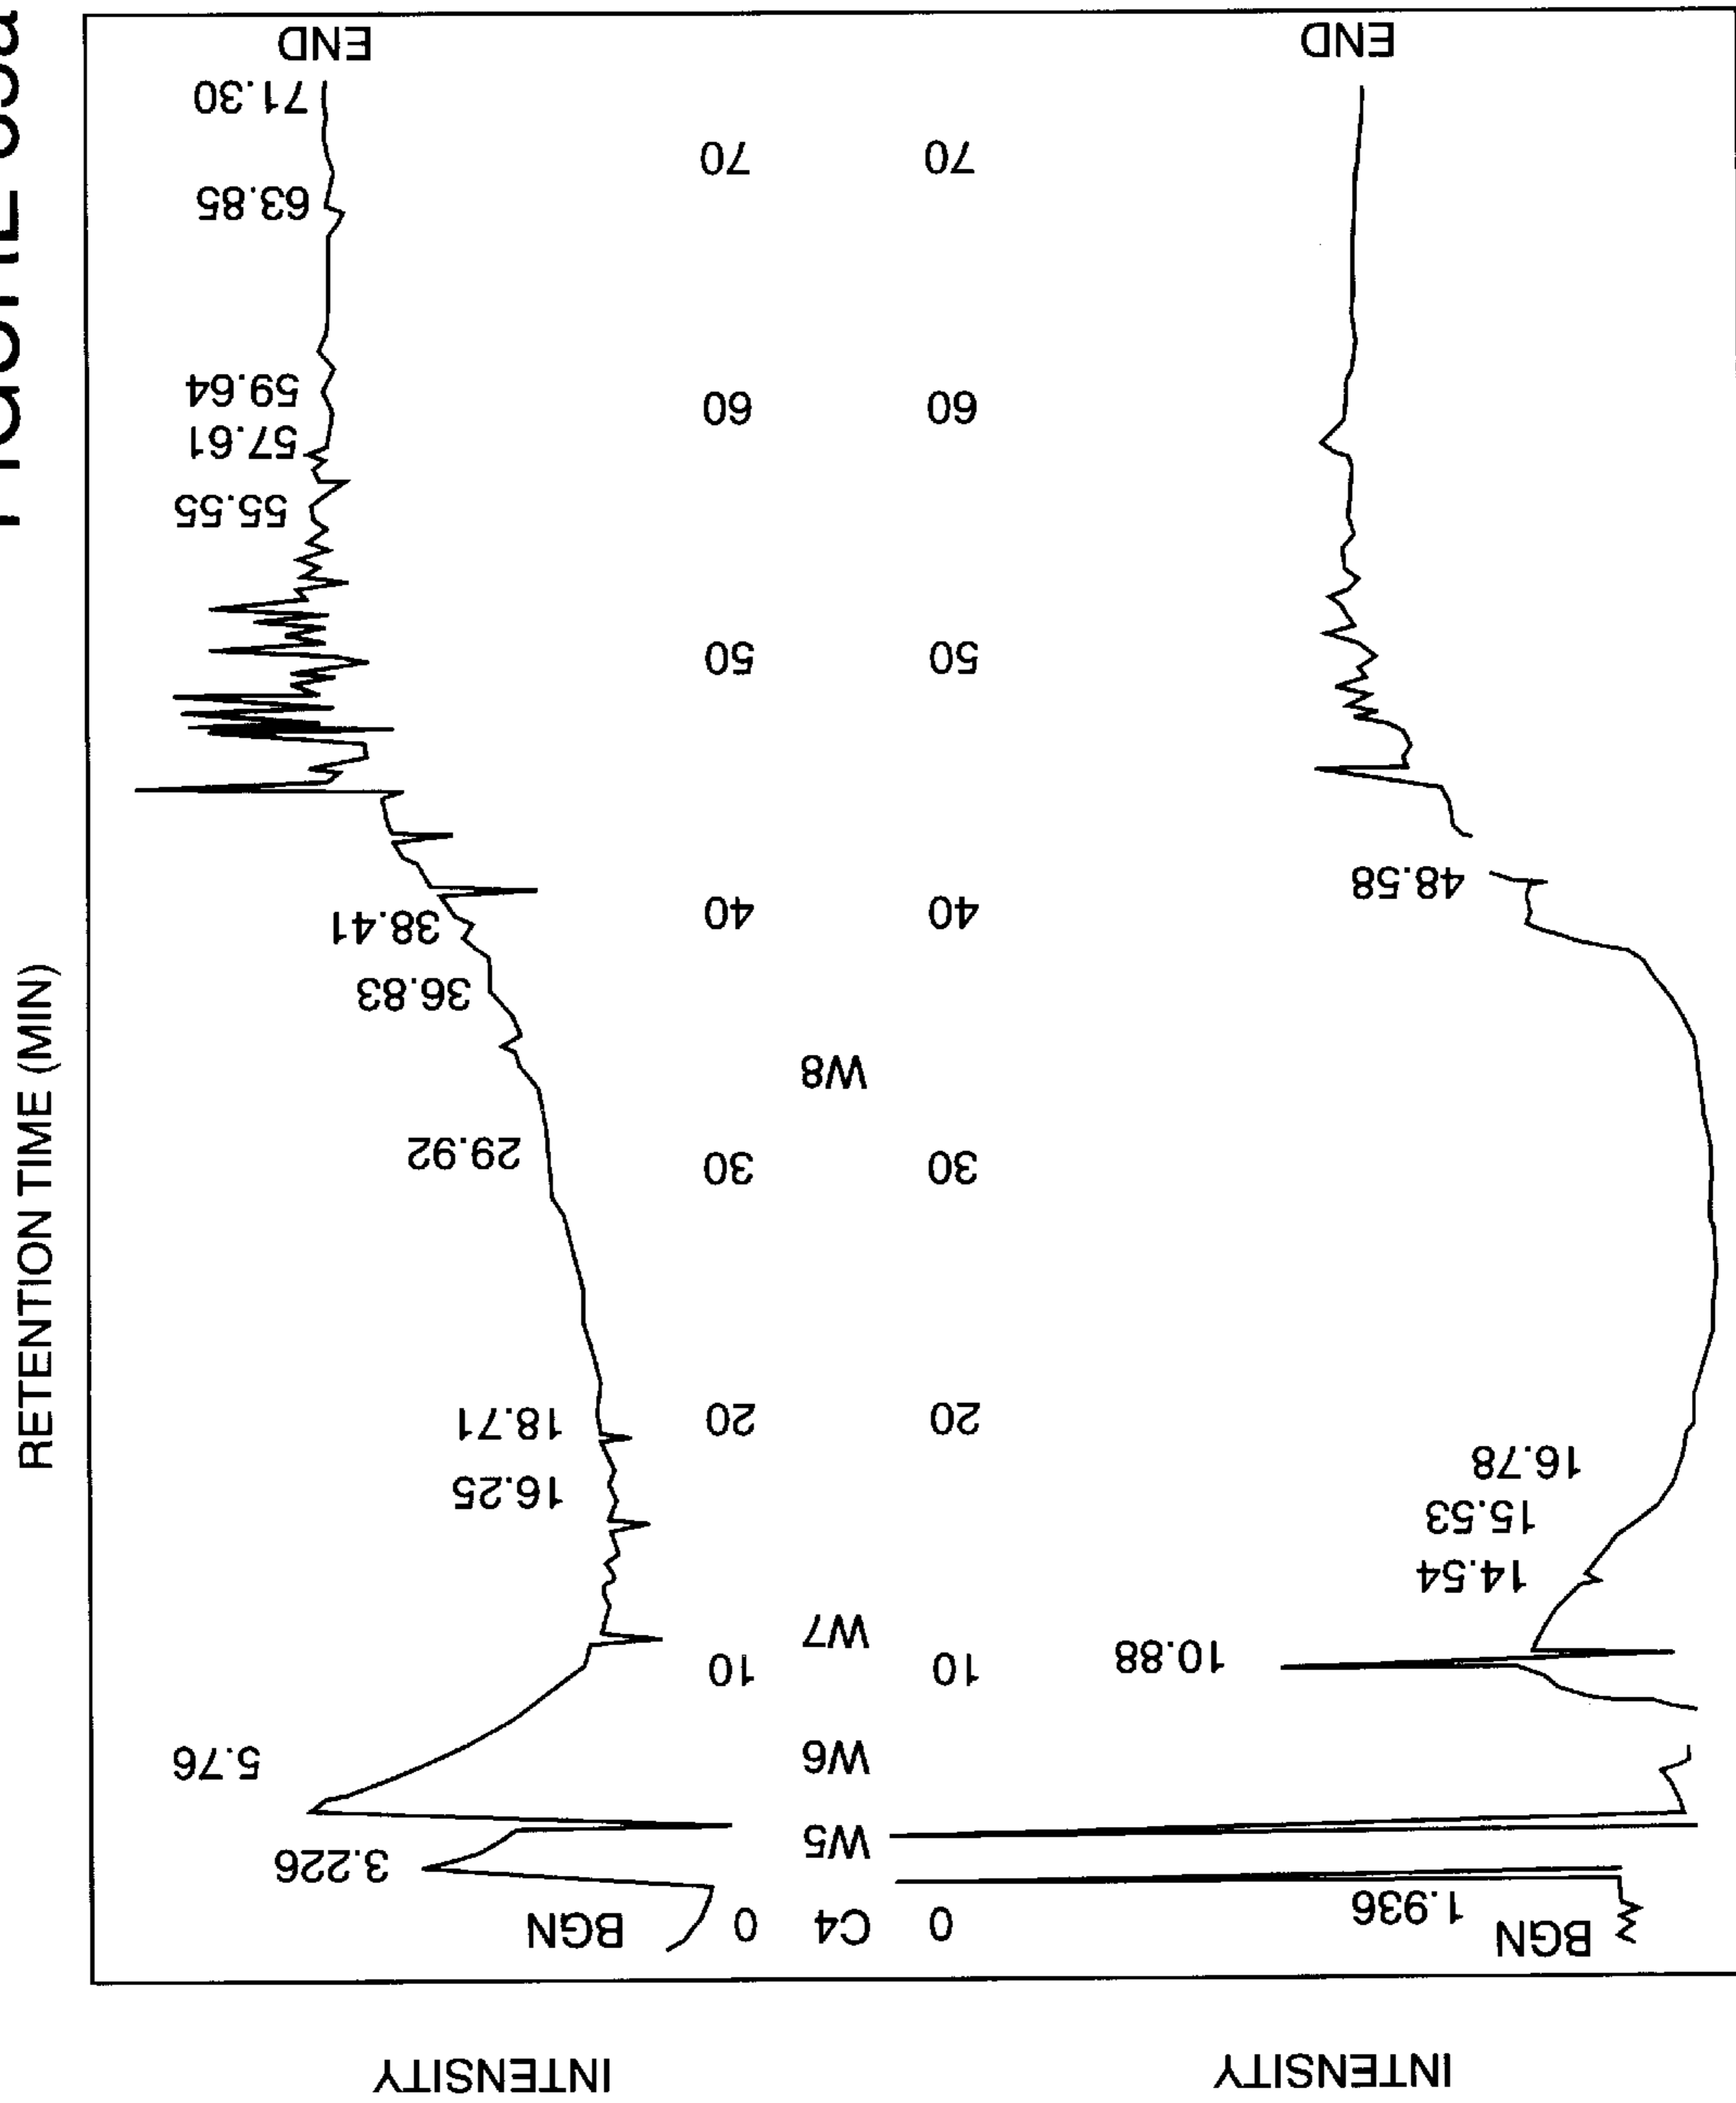 INTENSITY
INTENSITY
BGN
1.936
0 C4 0
BGN
3.226
W5
W6
5.76
10.88
10 W7 10
14.54
15.53
16.78
16.25
18.71
20 20
29.92
30 30
W8
36.83
38.41
48.58
40 40
50 50
55.55
57.61
59.64
60 60
63.85
70 70
71.30
END
END
RETENTION TIME (MIN)